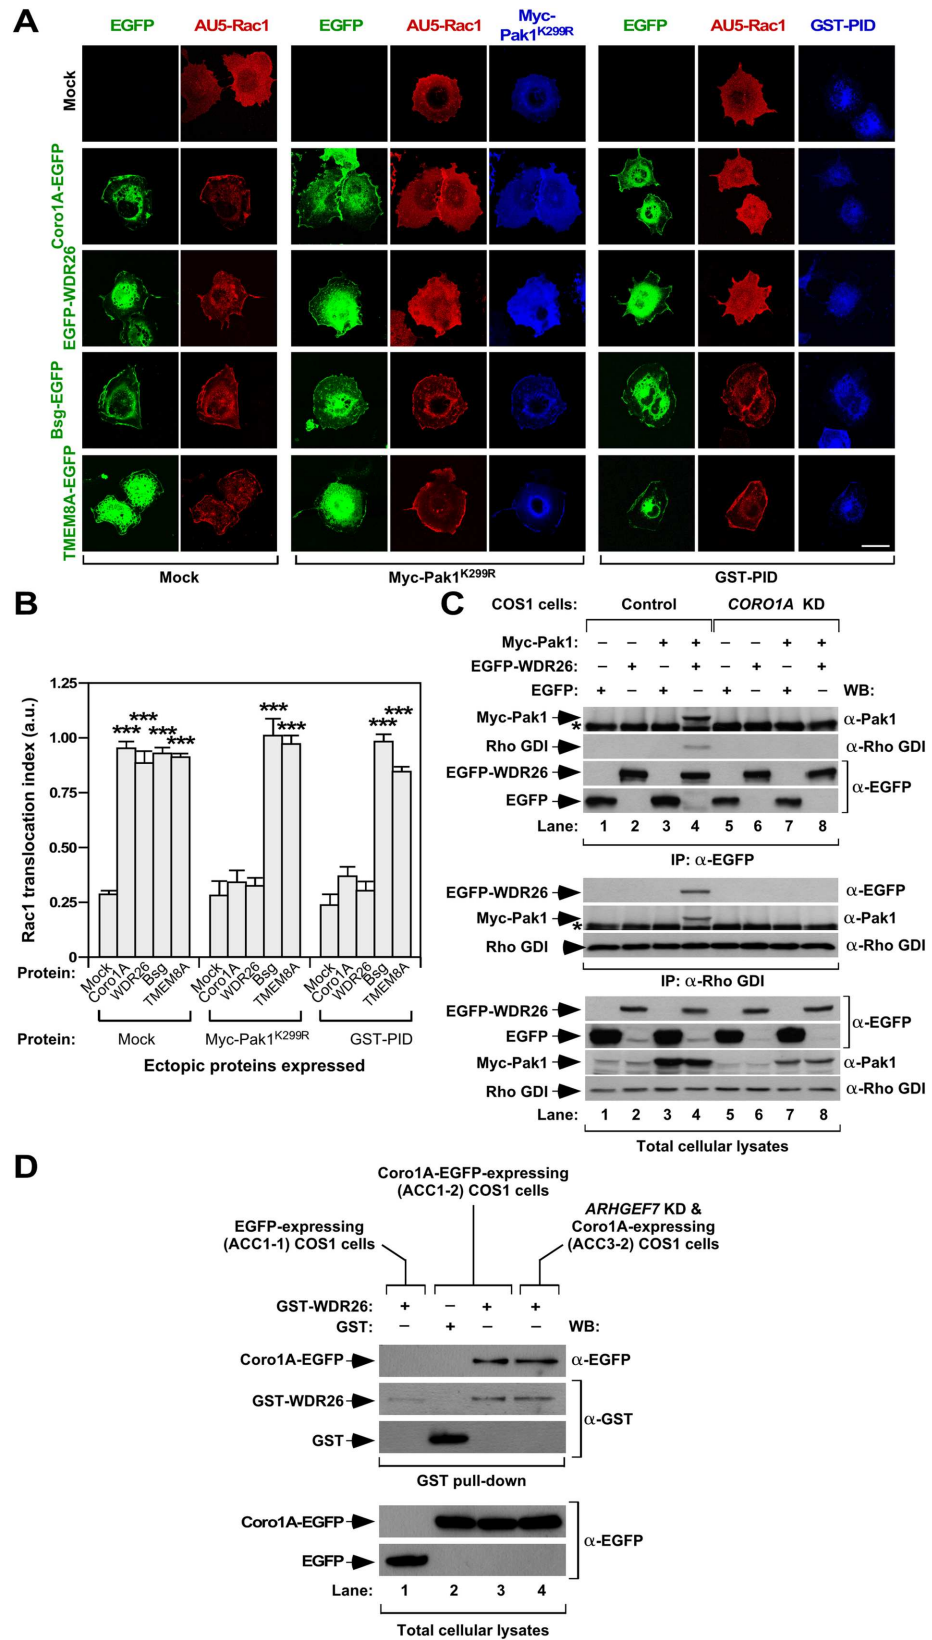 A
EGFP AU5-Rac1 EGFP AU5-Rac1 Myc-Pak1K299R EGFP AU5-Rac1 GST-PID
Mock
Coro1A-EGFP
EGFP-WDR26
Bsg-EGFP
TMEM8A-EGFP
Mock Myc-Pak1K299R GST-PID
B
Rac1 translocation index (a.u.)
1.25
1.00
0.75
0.50
0.25
0
*** *** *** *** *** *** *** ***
Protein: Mock Coro1A WDR26 Bsg TMEM8A Mock Coro1A WDR26 Bsg TMEM8A Mock Coro1A WDR26 Bsg TMEM8A
Protein: Mock Myc-Pak1K299R GST-PID
Ectopic proteins expressed
C
COS1 cells: Control CORO1A KD
Myc-Pak1: – – + + – – + +
EGFP-WDR26: – + – + – + – +
EGFP: + – + – + – + – WB:
Myc-Pak1 α-Pak1
*
Rho GDI α-Rho GDI
EGFP-WDR26 α-EGFP
EGFP
Lane: 1 2 3 4 5 6 7 8
IP: α-EGFP
EGFP-WDR26 α-EGFP
Myc-Pak1 α-Pak1
*
Rho GDI α-Rho GDI
IP: α-Rho GDI
EGFP-WDR26 α-EGFP
EGFP
Myc-Pak1 α-Pak1
Rho GDI α-Rho GDI
Lane: 1 2 3 4 5 6 7 8
Total cellular lysates
D
Coro1A-EGFP-expressing
(ACC1-2) COS1 cells
EGFP-expressing
(ACC1-1) COS1 cells
ARHGEF7 KD &
Coro1A-expressing
(ACC3-2) COS1 cells
GST-WDR26: + – + +
GST: – + – – WB:
Coro1A-EGFP α-EGFP
GST-WDR26 α-GST
GST
GST pull-down
Coro1A-EGFP α-EGFP
EGFP
Lane: 1 2 3 4
Total cellular lysates